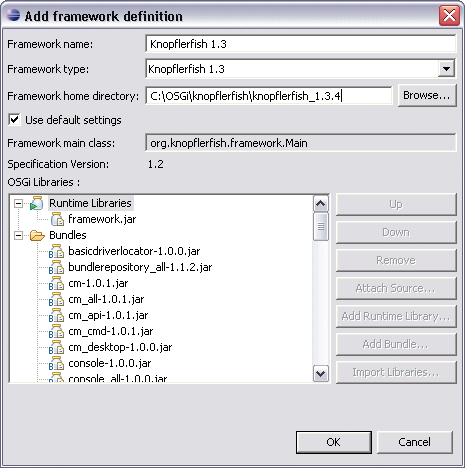 Add framework definition
Framework name: Knopflerfish 1.3
Framework type: Knopflerfish 1.3
Framework home directory: C:\OSGi\knopflerfish\knopflerfish_1.3.4 Browse...
Use default settings
Framework main class: org.knopflerfish.framework.Main
Specification Version: 1.2
OSGi Libraries :
Runtime Libraries Up
framework.jar
Bundles Down
basicdriverlocator-1.0.0.jar
bundlerepository_all-1.1.2.jar Remove
cm-1.0.1.jar
cm_all-1.0.1.jar Attach Source...
cm_api-1.0.1.jar Add Runtime Library...
cm_cmd-1.0.1.jar
cm_desktop-1.0.0.jar Add Bundle...
console-1.0.0.jar
console_all-1.0.0.jar Import Libraries...
OK Cancel